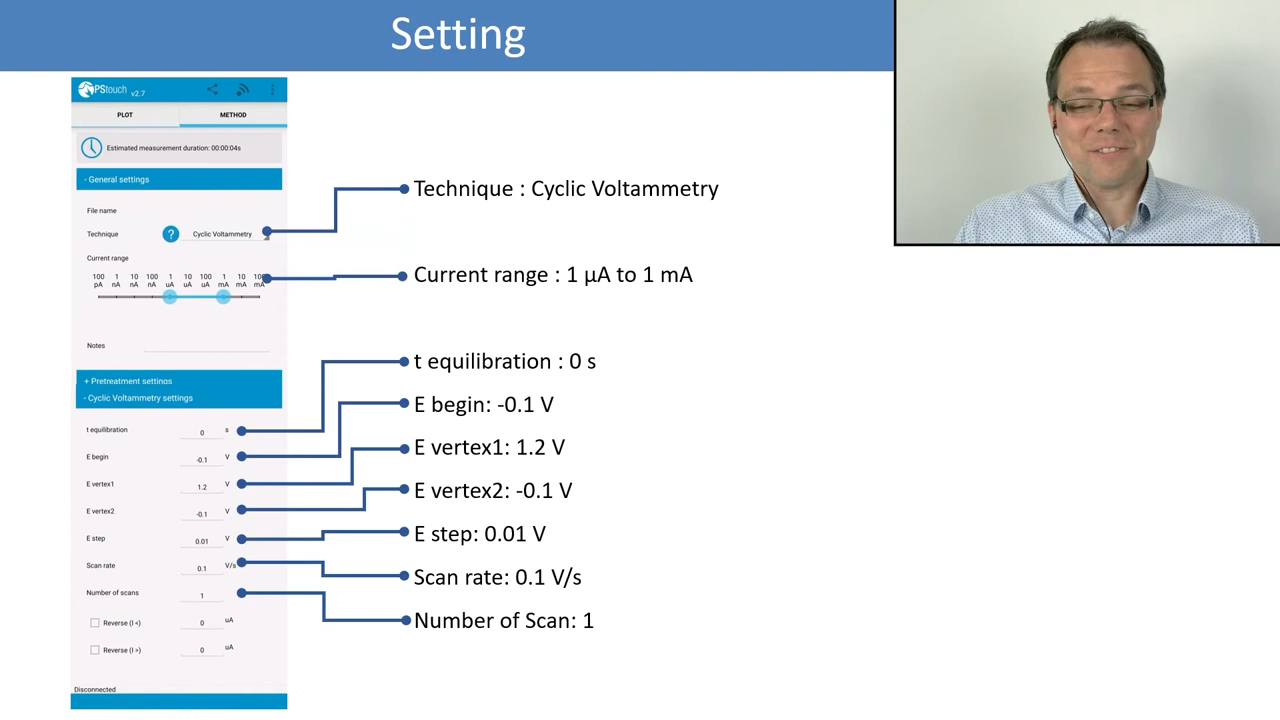 Setting
PStouch v2.7
PLOT METHOD
Estimated measurement duration: 00:00:04s
- General settings
File name
Technique ? Cyclic Voltammetry
Current range
100 1 10 100 1 10 100 1 10
pA nA nA nA uA uA uA mA mA mA
Notes
+ Pretreatment settings
- Cyclic Voltammetry settings
t equilibration 0 s
E begin -0.1 V
E vertex1 1.2 V
E vertex2 -0.1 V
E step 0.01 V
Scan rate 0.1 V/s
Number of scans 1
Reverse (I <) 0 uA
Reverse (I >) 0 uA
Disconnected
Technique : Cyclic Voltammetry
Current range : 1 µA to 1 mA
t equilibration : 0 s
E begin: -0.1 V
E vertex1: 1.2 V
E vertex2: -0.1 V
E step: 0.01 V
Scan rate: 0.1 V/s
Number of Scan: 1